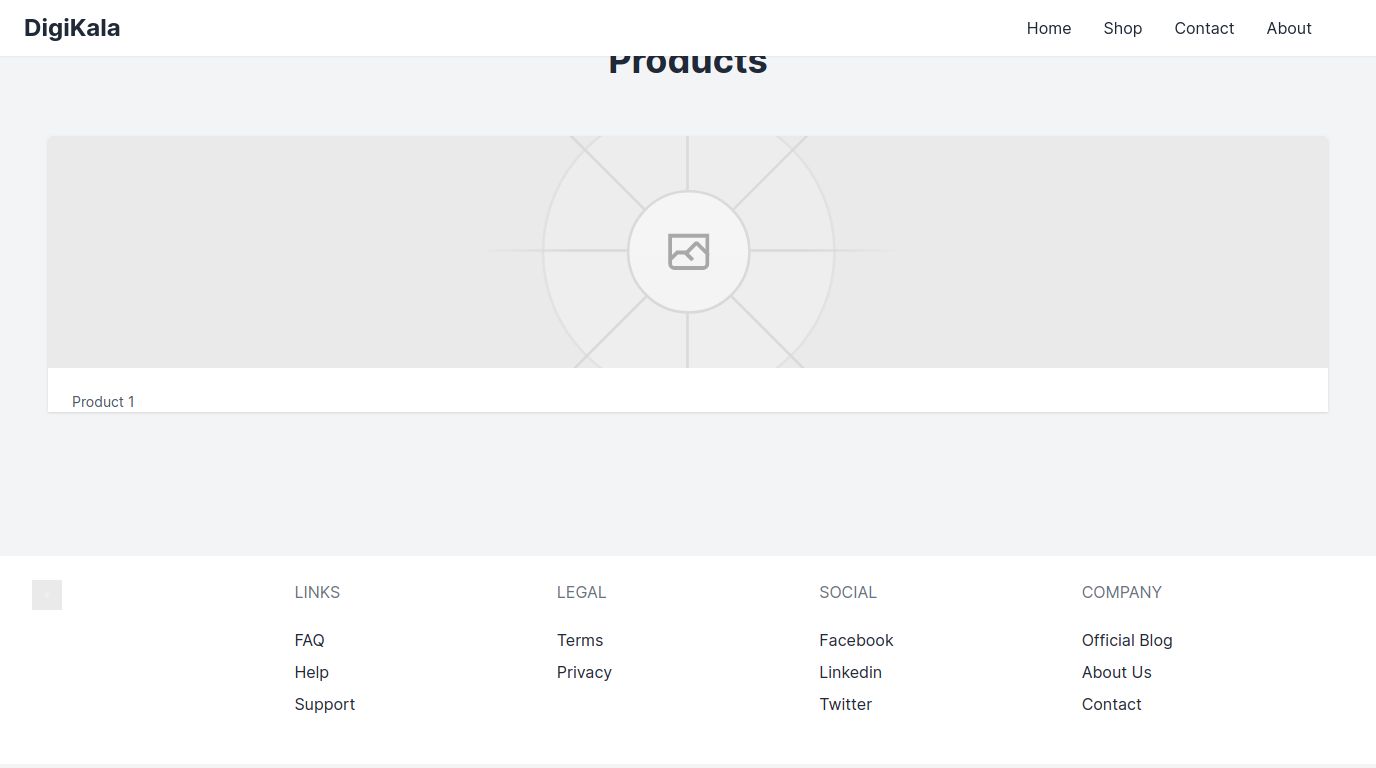 DigiKala
Home Shop Contact About
Products
Product 1
LINKS LEGAL SOCIAL COMPANY
FAQ Terms Facebook Official Blog
Help Privacy Linkedin About Us
Support Twitter Contact